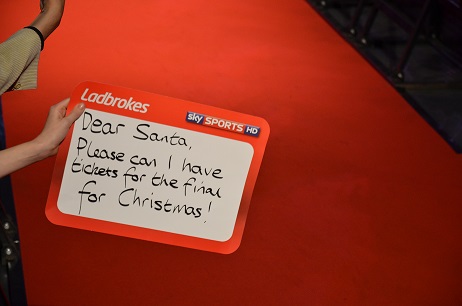 Ladbrokes
sky SPORTS HD
Dear Santa,
Please can I have
tickets for the final
for Christmas!